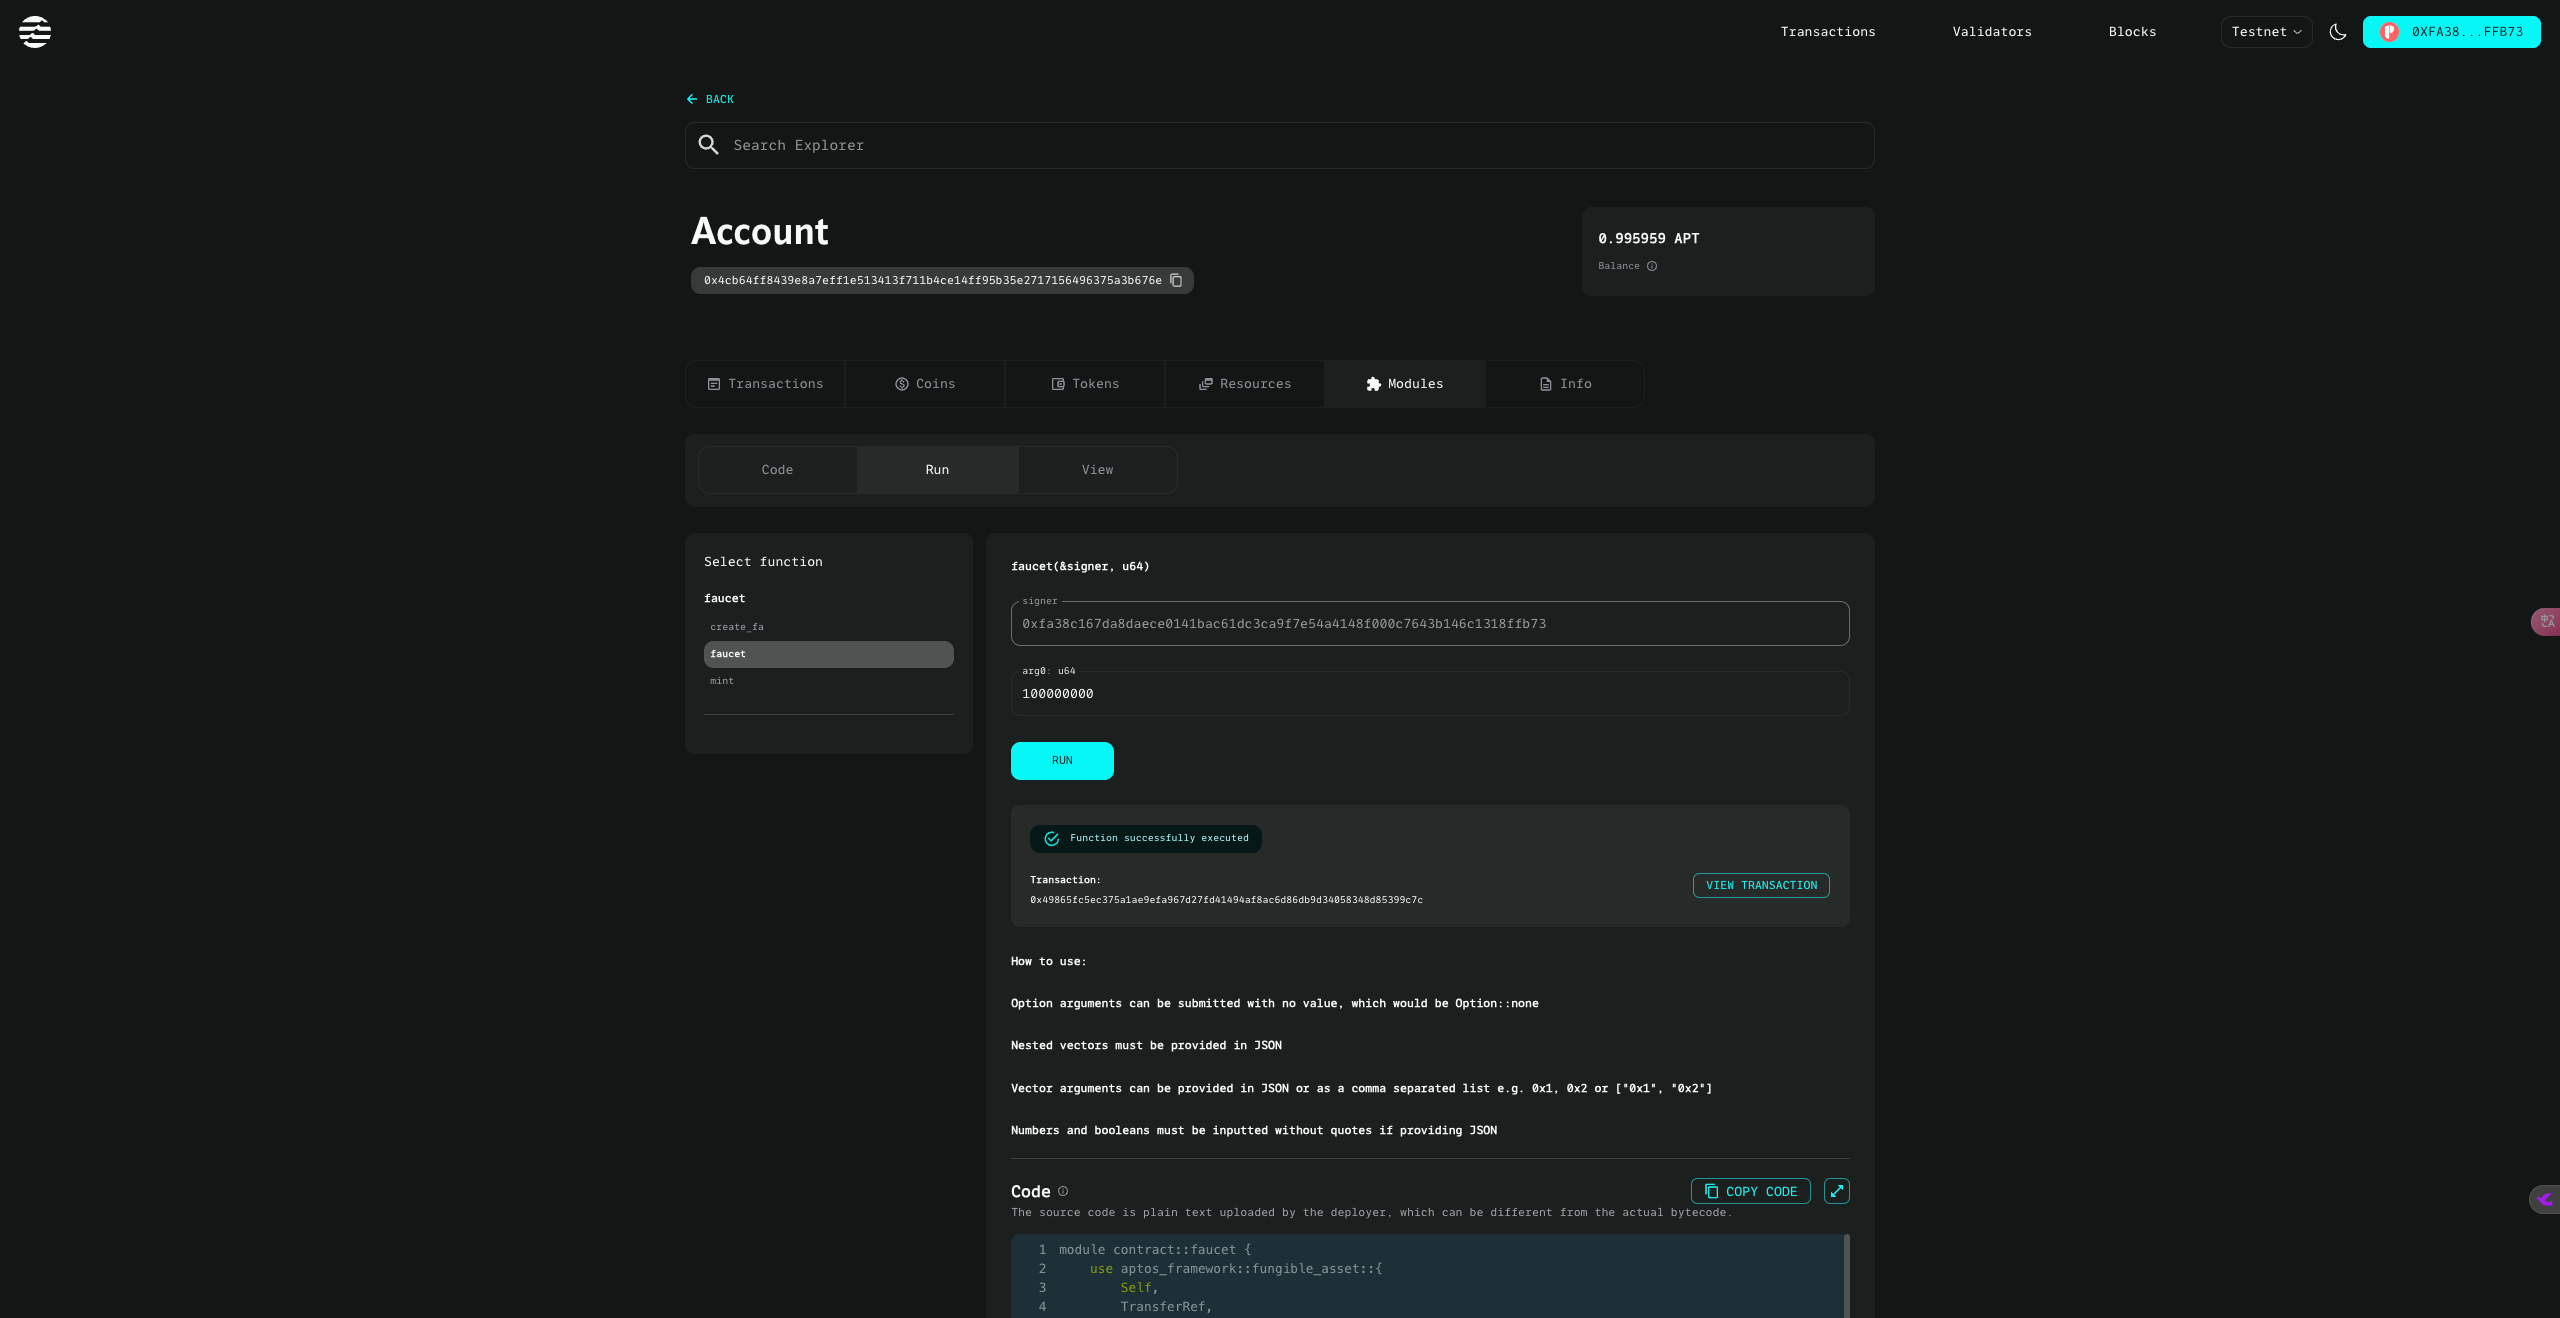 Transactions
Validators
Blocks
Testnet
0XFA38...FFB73
BACK
Search Explorer
Account
0.995959 APT
Balance
0x4cb64ff8439e8a7eff1e513413f711b4ce14ff95b35e2717156496375a3b676e
Transactions
Coins
Tokens
Resources
Modules
Info
Code
Run
View
Select function
faucet
create_fa
faucet
mint
faucet(&signer, u64)
signer
0xfa38c167da8daece0141bac61dc3ca9f7e54a4148f000c7643b146c1318ffb73
arg0: u64
100000000
RUN
Function successfully executed
Transaction:
0x49865fc5ec375a1ae9efa967d27fd41494af8ac6d86db9d34058348d85399c7c
VIEW TRANSACTION
How to use:
Option arguments can be submitted with no value, which would be Option::none
Nested vectors must be provided in JSON
Vector arguments can be provided in JSON or as a comma separated list e.g. 0x1, 0x2 or ["0x1", "0x2"]
Numbers and booleans must be inputted without quotes if providing JSON
Code
COPY CODE
The source code is plain text uploaded by the deployer, which can be different from the actual bytecode.
1 module contract::faucet {
2 use aptos_framework::fungible_asset::{
3 Self,
4 TransferRef,